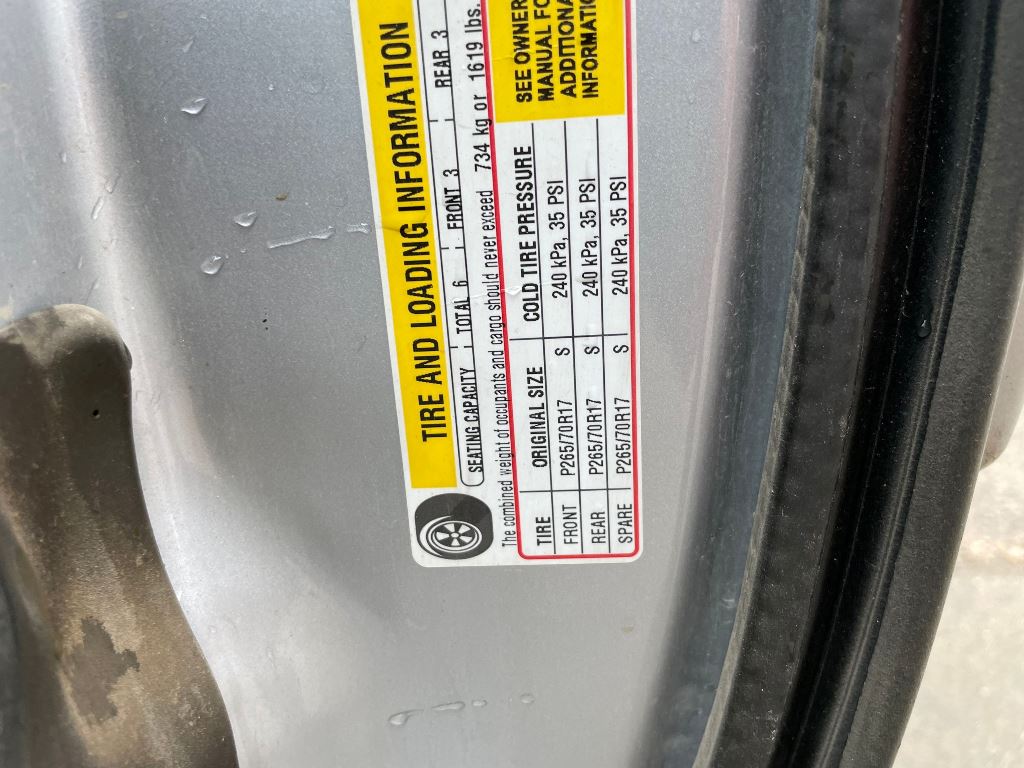 TIRE AND LOADING INFORMATION
SEATING CAPACITY TOTAL 6 FRONT 3 REAR 3
The combined weight of occupants and cargo should never exceed 734 kg or 1619 lbs.
TIRE ORIGINAL SIZE COLD TIRE PRESSURE
FRONT P265/70R17 S 240 kPa, 35 PSI
REAR P265/70R17 S 240 kPa, 35 PSI
SPARE P265/70R17 S 240 kPa, 35 PSI
SEE OWNER
MANUAL FO
ADDITIONA
INFORMATIO